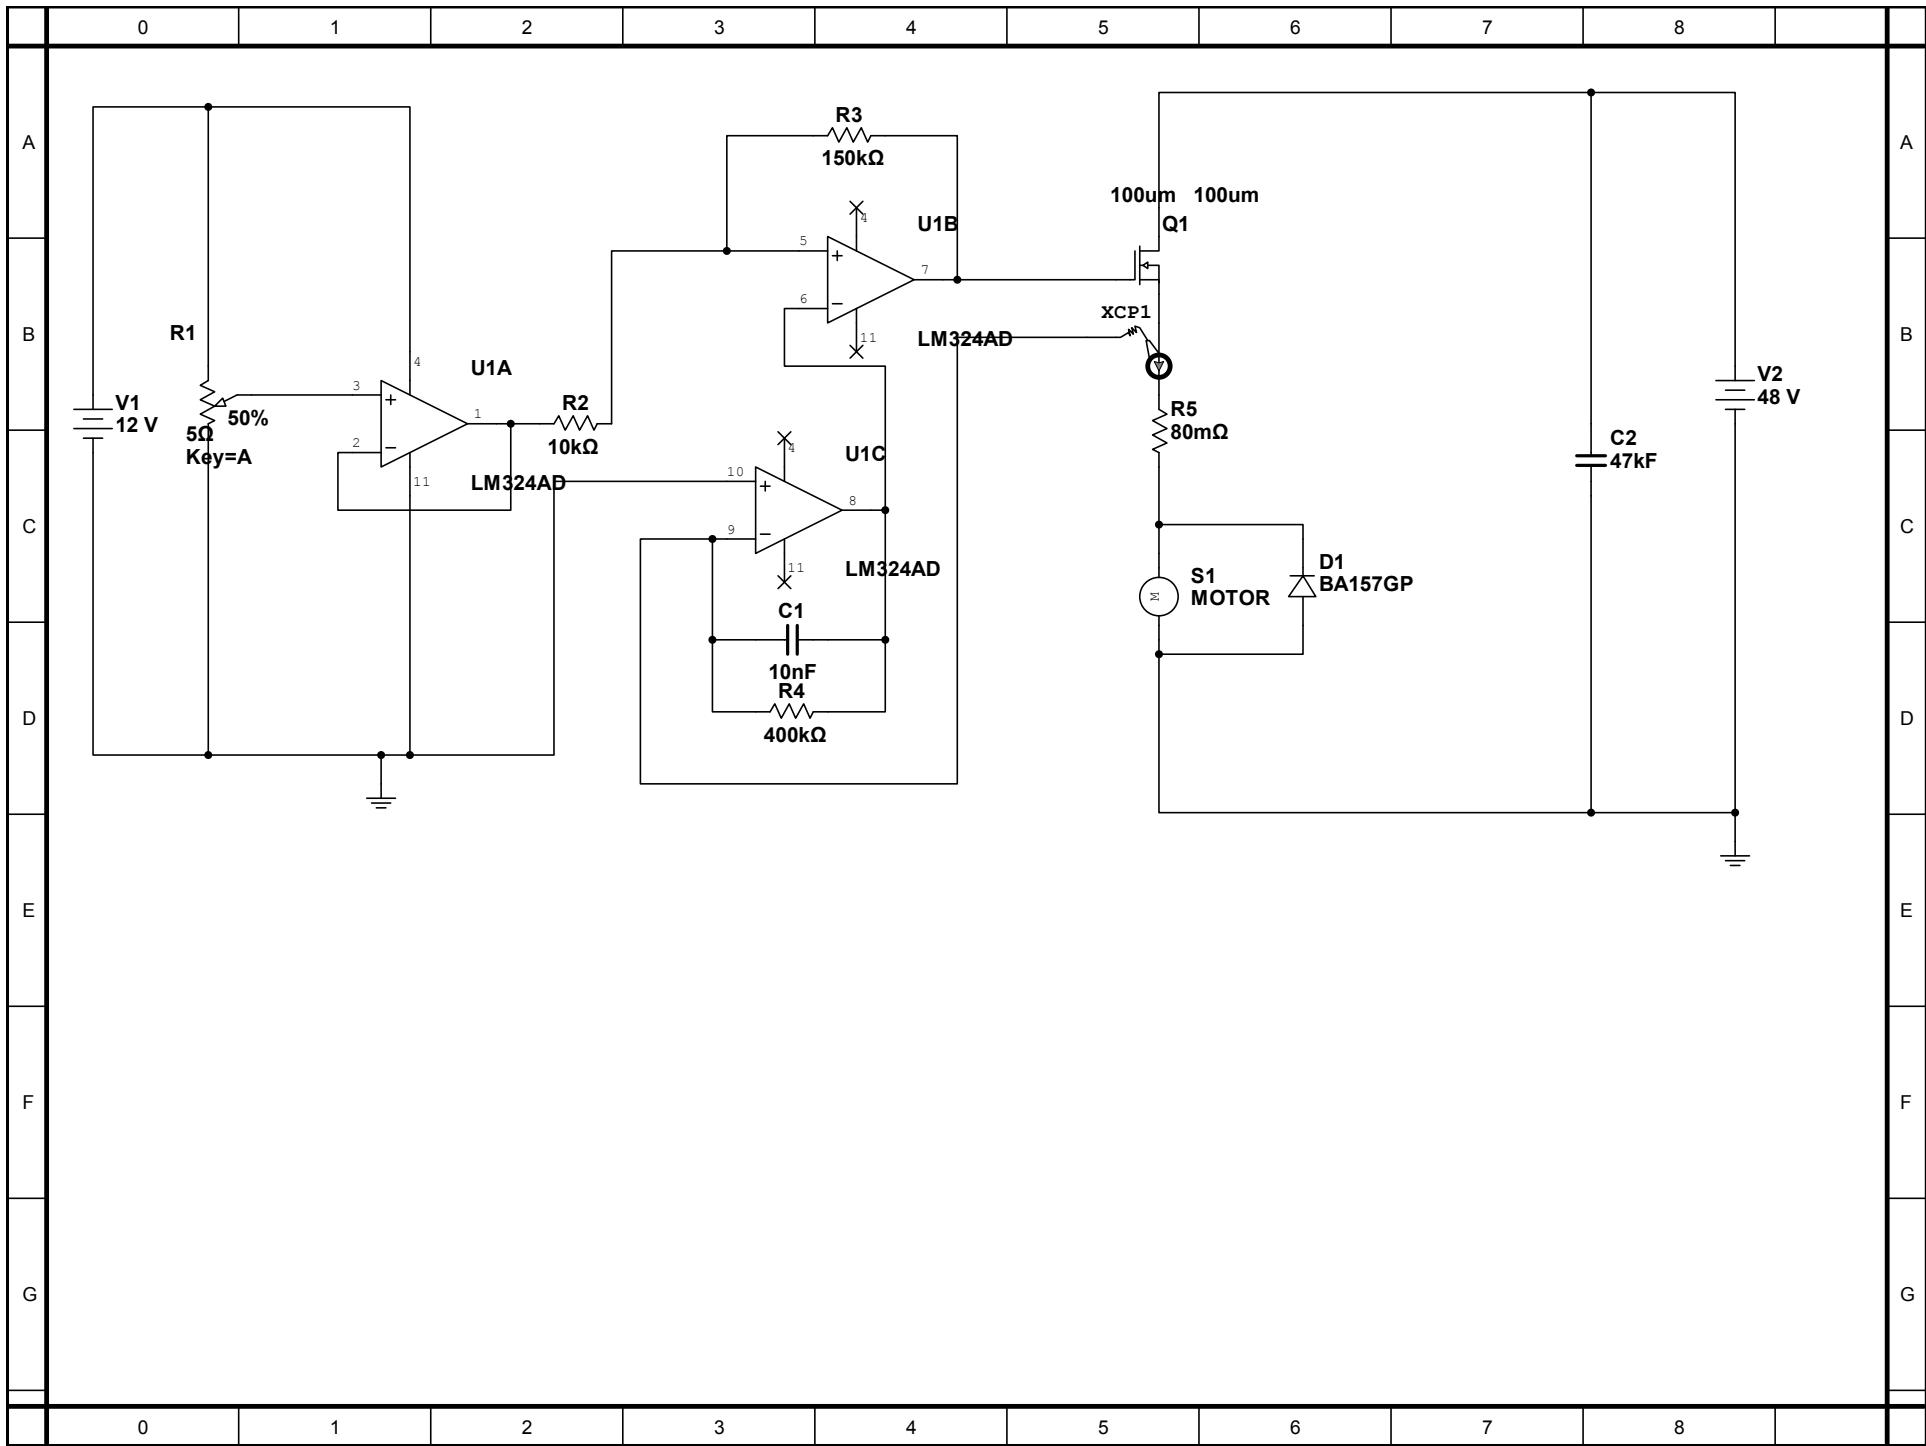 0 1 2 3 4 5 6 7 8
A A
B B
C C
D D
E E
F F
G G
V1
12 V
R1
50%
5Ω
Key=A
3
2
4
11
1
U1A
LM324AD
R2
10kΩ
R3
150kΩ
4
5
6
7
11
U1B
LM324AD
4
10
9
8
11
U1C
LM324AD
C1
10nF
R4
400kΩ
100um 100um
Q1
XCP1
R5
80mΩ
M
S1
MOTOR
D1
BA157GP
C2
47kF
V2
48 V
0 1 2 3 4 5 6 7 8